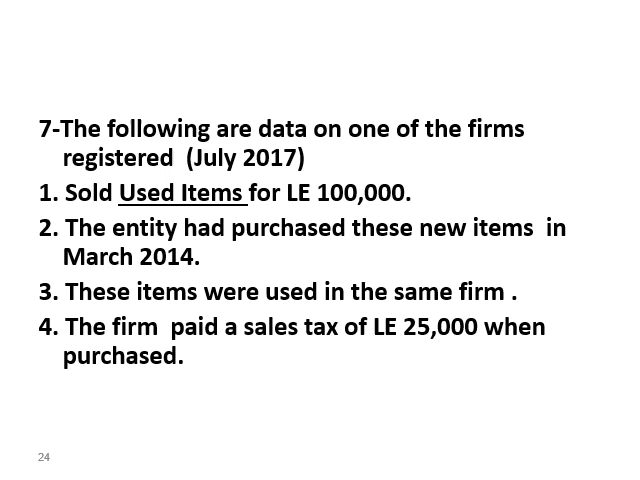 7-The following are data on one of the firms
registered (July 2017)
1. Sold Used Items for LE 100,000.
2. The entity had purchased these new items in
March 2014.
3. These items were used in the same firm .
4. The firm paid a sales tax of LE 25,000 when
purchased.
24